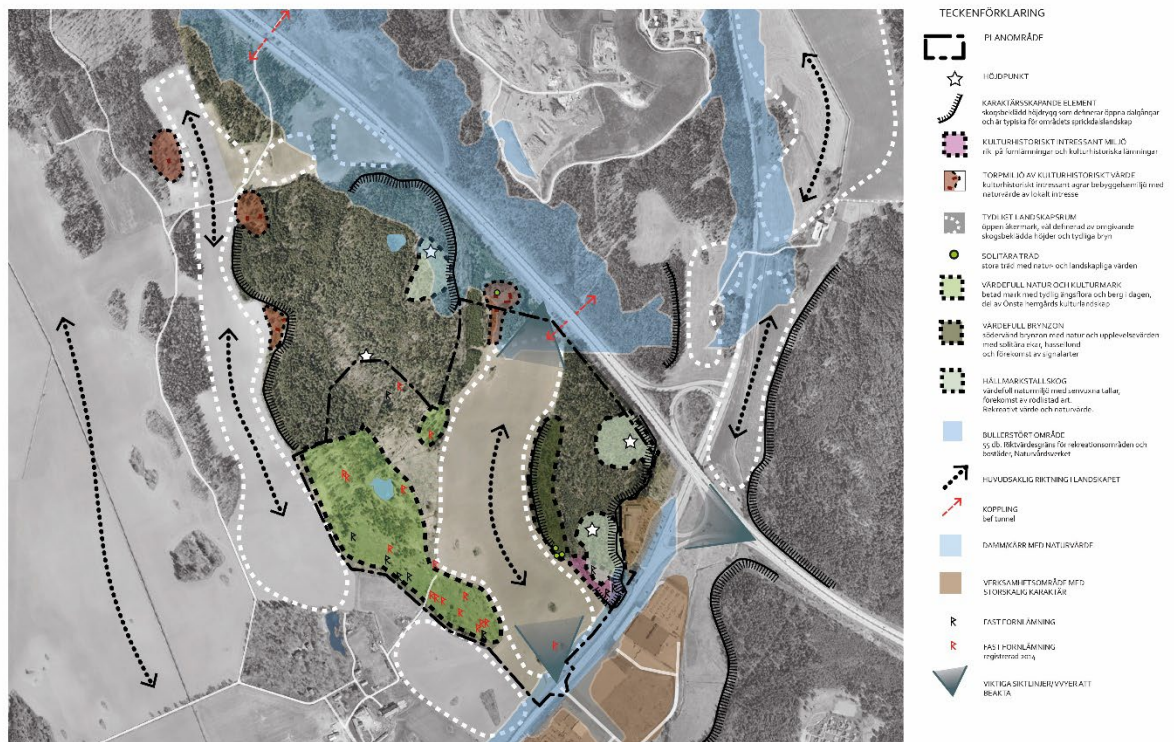 TECKENFÖRKLARING
PLANOMRÅDE
HÖJDPUNKT
KARAKTÄRSSKAPANDE ELEMENT
skogsbeklädd höjdrygg som definerar öppna dalgångar
och är typiska för områdets sprickdalslandskap
KULTURHISTORISKT INTRESSANT MILJÖ
rik på fornlämningar och kulturhistoriska lämningar
TORPMILJÖ AV KULTURHISTORISKT VÄRDE
kulturhistoriskt intressant agrar bebyggelsemiljö med
naturvärde av lokalt intresse
TYDLIGT LANDSKAPSRUM
öppen åkermark, väl definerad av omgivande
skogsbeklädda höjder och tydliga bryn
SOLITÄRA TRÄD
stora träd med natur- och landskapliga värden
VÄRDEFULL NATUR OCH KULTURMARK
betad mark med tydlig ängsflora och berg i dagen,
del av Önsta hemgårds kulturlandskap
VÄRDEFULL BRYNZON
södervänd brynzon med natur och upplevelsevärden
med solitära ekar, hassellund
och förekomst av signalarter
HÄLLMARKSTALLSKOG
värdefull naturmiljö med senvuxna tallar,
förekomst av rödlistad art.
Rekreativt värde och naturvärde.
BULLERSTÖRT OMRÅDE
55 db. Riktvärdesgräns för rekreationsområden och
bostäder, Naturvårdsverket
HUVUDSAKLIG RIKTNING I LANDSKAPET
KOPPLING
bef tunnel
DAMM/KÄRR MED NATURVÄRDE
VERKSAMHETSOMRÅDE MED
STORSKALIG KARAKTÄR
FAST FORNLÄMNING
FAST FORNLÄMNING
registrerad 2014
VIKTIGA SIKTLINJER/VVYER ATT
BEAKTA